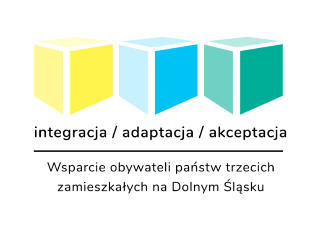 integracja / adaptacja / akceptacja
Wsparcie obywateli państw trzecich
zamieszkałych na Dolnym Śląsku